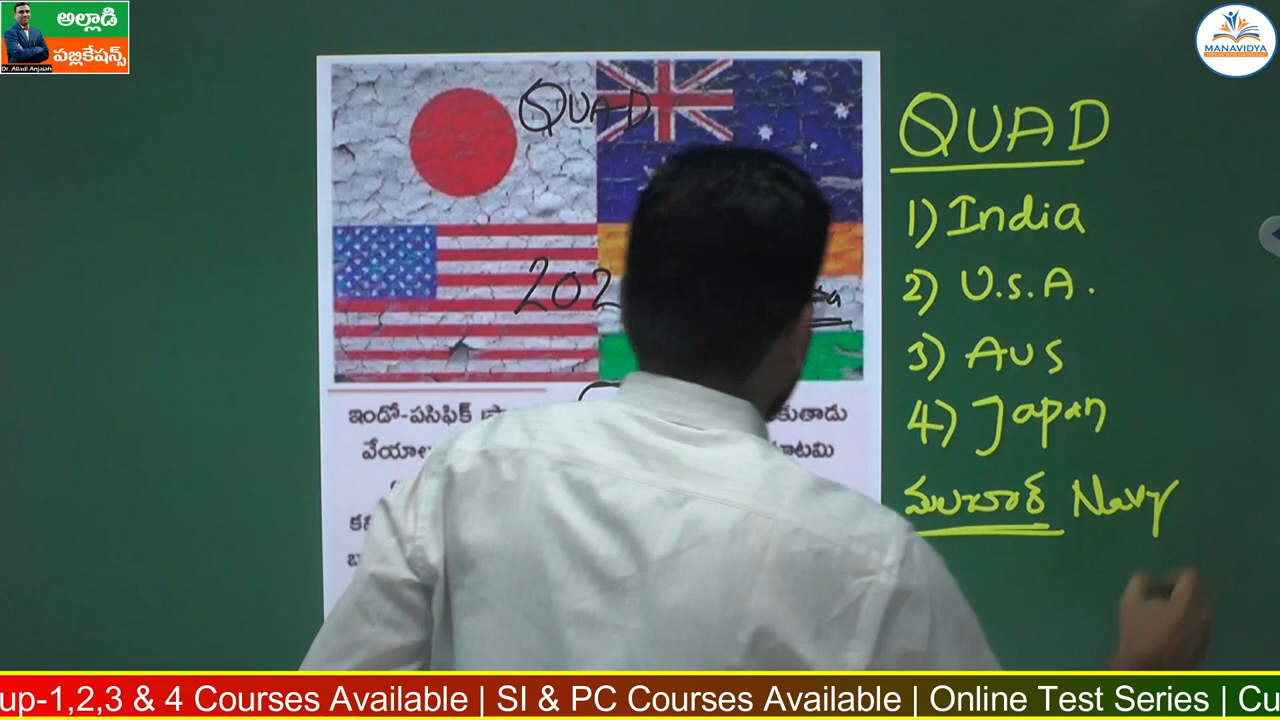 అల్లాడి
పబ్లికేషన్స్
Dr. Alladi Anjaiah
MANAVIDYA
QUAD
202
ఇండో-పసిఫిక్
కుతాడు
QUAD
1) India
2) U.S.A.
3) AUS
4) Japan
మలబార్ Navy
up-1,2,3 & 4 Courses Available | SI & PC Courses Available | Online Test Series | Cu